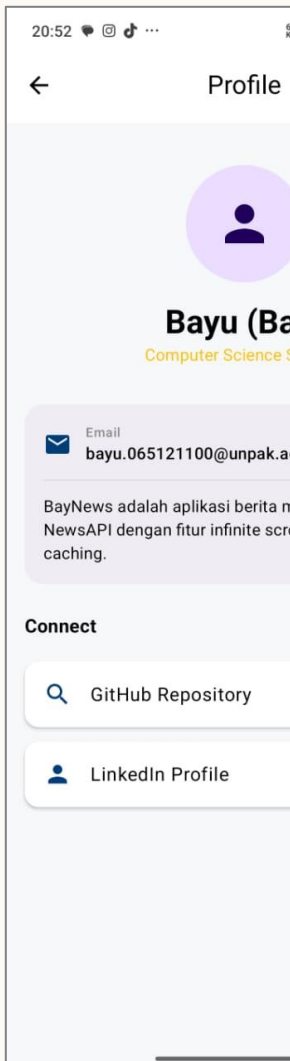 20:52
Profile
Bayu (Ba
Computer Science S
Email
bayu.065121100@unpak.a
BayNews adalah aplikasi berita m
NewsAPI dengan fitur infinite scr
caching.
Connect
GitHub Repository
LinkedIn Profile